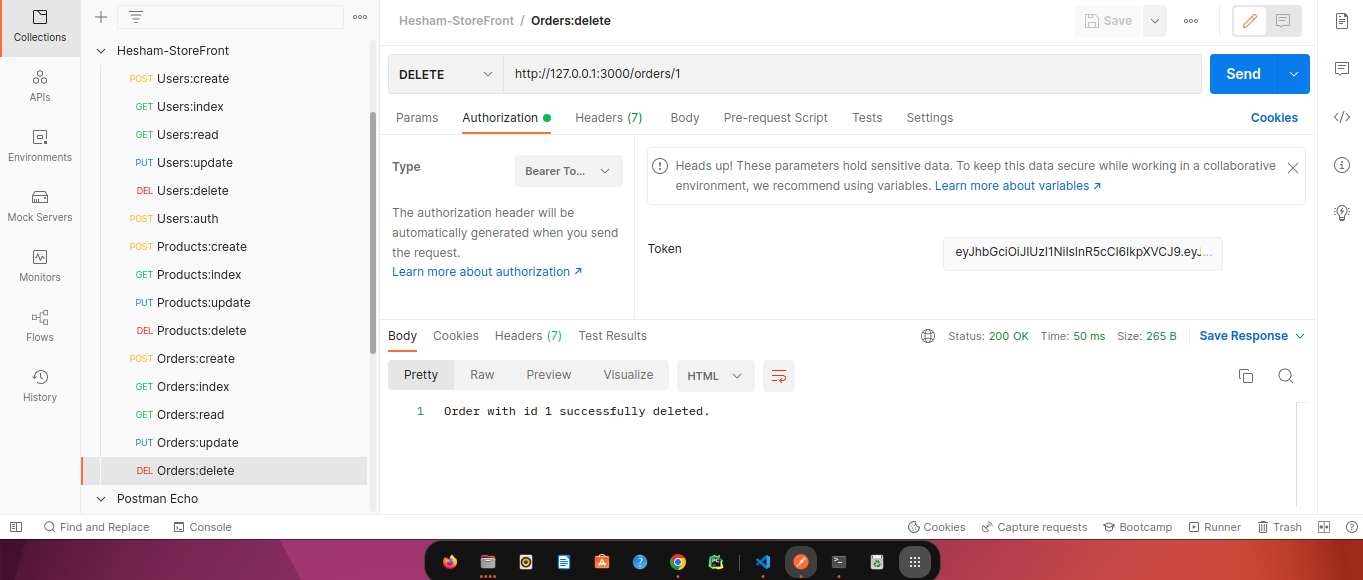 Collections
APIs
Environments
Mock Servers
Monitors
Flows
History
Hesham-StoreFront
POST Users:create
GET Users:index
GET Users:read
PUT Users:update
DEL Users:delete
POST Users:auth
POST Products:create
GET Products:index
PUT Products:update
DEL Products:delete
POST Orders:create
GET Orders:index
GET Orders:read
PUT Orders:update
DEL Orders:delete
Postman Echo
Hesham-StoreFront / Orders:delete
Save
DELETE http://127.0.0.1:3000/orders/1 Send
Params Authorization Headers (7) Body Pre-request Script Tests Settings Cookies
Type Bearer To...
The authorization header will be
automatically generated when you send
the request.
Learn more about authorization ↗
Heads up! These parameters hold sensitive data. To keep this data secure while working in a collaborative
environment, we recommend using variables. Learn more about variables ↗
Token eyJhbGciOiJIUzI1NiIsInR5cCI6IkpXVCJ9.eyJ...
Body Cookies Headers (7) Test Results Status: 200 OK Time: 50 ms Size: 265 B Save Response
Pretty Raw Preview Visualize HTML
1 Order with id 1 successfully deleted.
Find and Replace Console Cookies Capture requests Bootcamp Runner Trash